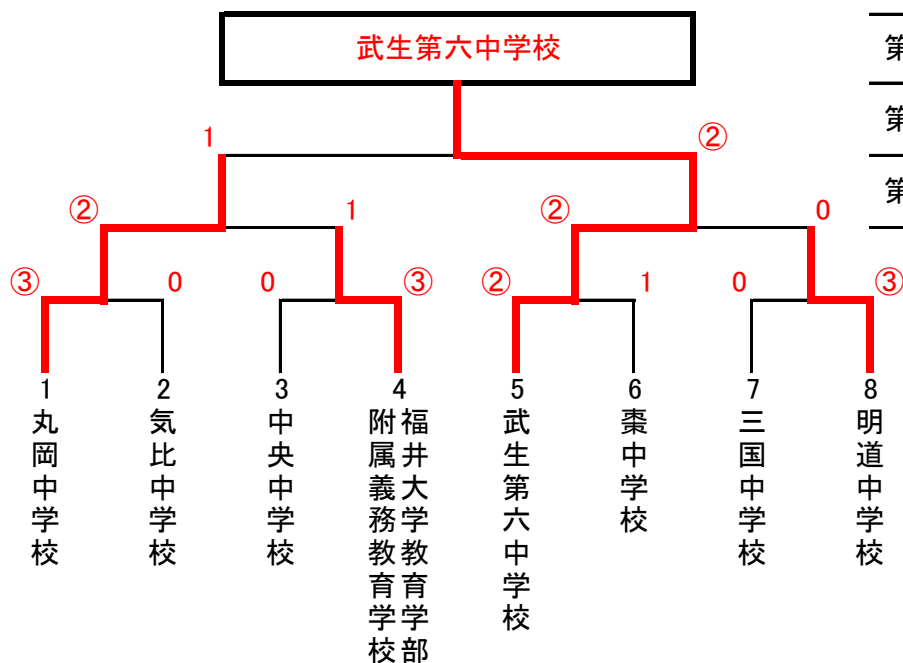 武生第六中学校
第
第
第
1
②
②
1
②
0
③
0
0
③
②
1
0
③
1
2
3
4
5
6
7
8
丸岡中学校
気比中学校
中央中学校
福井大学教育学部
附属義務教育学校
武生第六中学校
棗中学校
三国中学校
明道中学校